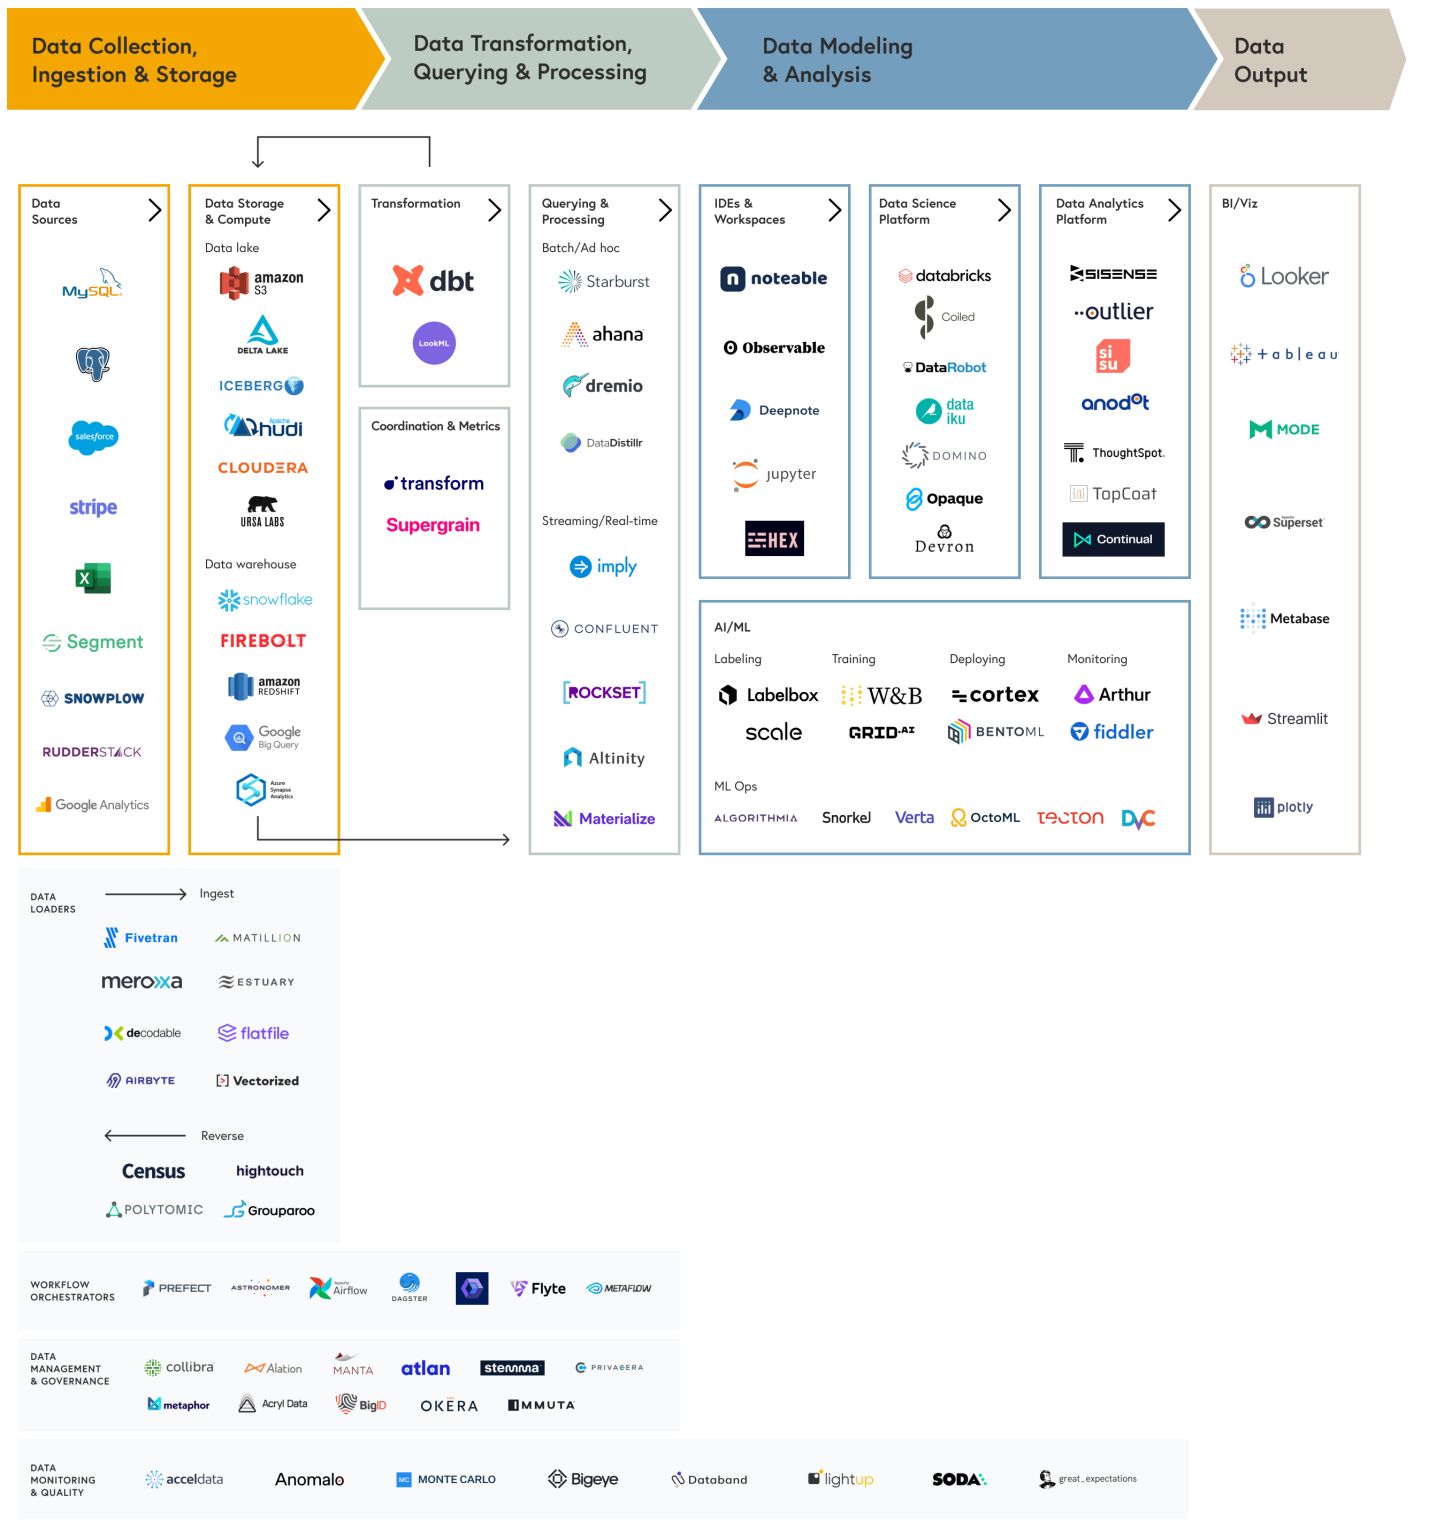 Data Collection,
Ingestion & Storage
Data Transformation,
Querying & Processing
Data Modeling
& Analysis
Data
Output
Data
Sources
MySQL
salesforce
stripe
X
Segment
SNOWPLOW
RUDDERSTACK
Google Analytics
Data Storage
& Compute
Data lake
amazon
S3
DELTA LAKE
ICEBERG
Apache
hudi
CLOUDERA
URSA LABS
Data warehouse
snowflake
FIREBOLT
amazon
REDSHIFT
Google
Big Query
Azure
Synapse
Analytics
Transformation
dbt
LookML
Coordination & Metrics
transform
Supergrain
Querying &
Processing
Batch/Ad hoc
Starburst
ahana
dremio
DataDistillr
Streaming/Real-time
imply
CONFLUENT
[ROCKSET]
Altinity
Materialize
IDEs &
Workspaces
n noteable
Observable
Deepnote
jupyter
HEX
Data Science
Platform
databricks
Coiled
DataRobot
data
iku
DOMINO
Opaque
Devron
Data Analytics
Platform
SISENSE
outlier
si
su
anodot
T. ThoughtSpot.
TopCoat
Continual
AI/ML
Labeling
Training
Deploying
Monitoring
Labelbox
W&B
cortex
Arthur
scale
GRID.AI
BENTOML
fiddler
ML Ops
ALGORITHMIA
Snorkel
Verta
OctoML
TECTON
DVC
BI/Viz
Looker
+ableau
MODE
Apache
Superset
Metabase
Streamlit
plotly
DATA
LOADERS
Ingest
Fivetran
MATILLION
meroxa
ESTUARY
decodable
flatfile
AIRBYTE
Vectorized
Reverse
Census
hightouch
POLYTOMIC
Grouparoo
WORKFLOW
ORCHESTRATORS
PREFECT
ASTRONOMER
Apache
Airflow
DAGSTER
Flyte
METAFLOW
DATA
MANAGEMENT
& GOVERNANCE
collibra
Alation
MANTA
atlan
stemma
PRIVACERA
metaphor
Acryl Data
BigID
OKERA
IMMUTA
DATA
MONITORING
& QUALITY
acceldata
Anomalo
MC MONTE CARLO
Bigeye
Databand
lightup
SODA
great_expectations